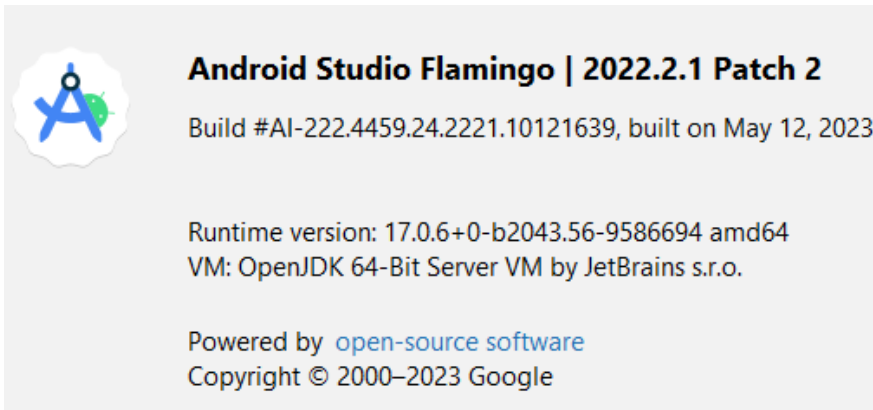 Android Studio Flamingo | 2022.2.1 Patch 2
Build #AI-222.4459.24.2221.10121639, built on May 12, 2023
Runtime version: 17.0.6+0-b2043.56-9586694 amd64
VM: OpenJDK 64-Bit Server VM by JetBrains s.r.o.
Powered by open-source software
Copyright © 2000–2023 Google